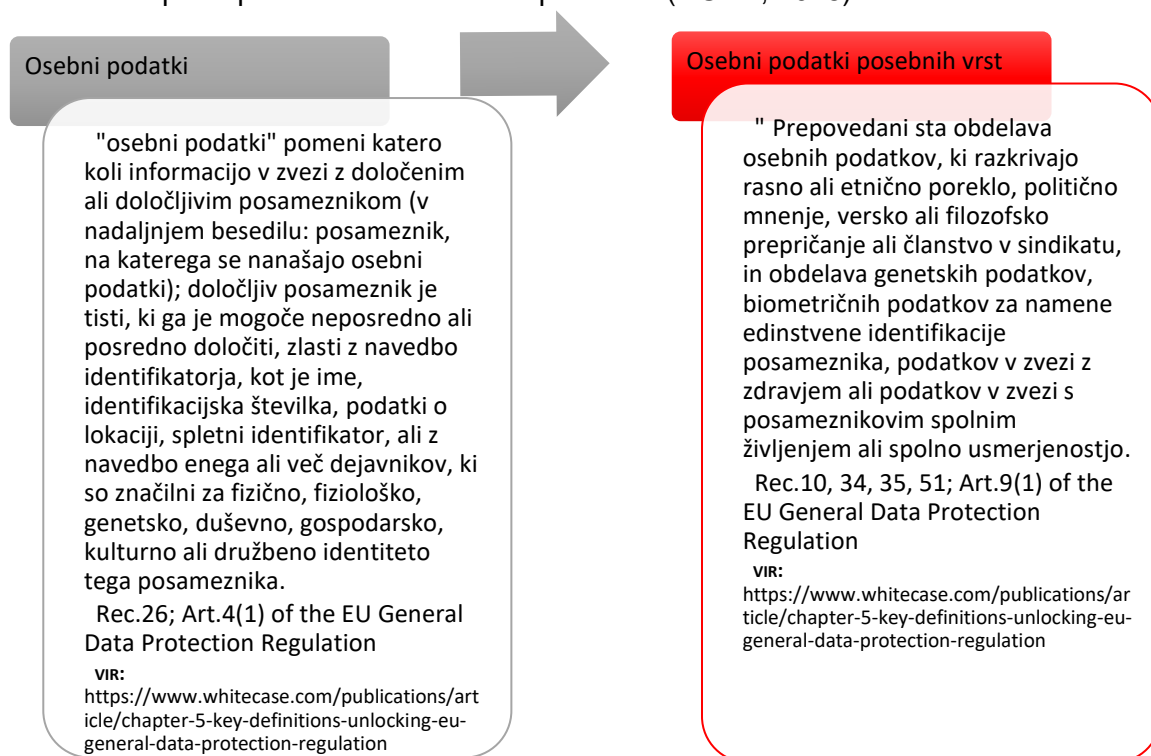 Osebni podatki
"osebni podatki" pomeni katero
koli informacijo v zvezi z določenim
ali določljivim posameznikom (v
nadaljnjem besedilu: posameznik,
na katerega se nanašajo osebni
podatki); določljiv posameznik je
tisti, ki ga je mogoče neposredno ali
posredno določiti, zlasti z navedbo
identifikatorja, kot je ime,
identifikacijska številka, podatki o
lokaciji, spletni identifikator, ali z
navedbo enega ali več dejavnikov, ki
so značilni za fizično, fiziološko,
genetsko, duševno, gospodarsko,
kulturno ali družbeno identiteto
tega posameznika.
Rec.26; Art.4(1) of the EU General
Data Protection Regulation
VIR:
https://www.whitecase.com/publications/art
icle/chapter-5-key-definitions-unlocking-eu-
general-data-protection-regulation
Osebni podatki posebnih vrst
" Prepovedani sta obdelava
osebnih podatkov, ki razkrivajo
rasno ali etnično poreklo, politično
mnenje, versko ali filozofsko
prepričanje ali članstvo v sindikatu,
in obdelava genetskih podatkov,
biometričnih podatkov za namene
edinstvene identifikacije
posameznika, podatkov v zvezi z
zdravjem ali podatkov v zvezi s
posameznikovim spolnim
življenjem ali spolno usmerjenostjo.
Rec.10, 34, 35, 51; Art.9(1) of the
EU General Data Protection
Regulation
VIR:
https://www.whitecase.com/publications/ar
ticle/chapter-5-key-definitions-unlocking-eu-
general-data-protection-regulation